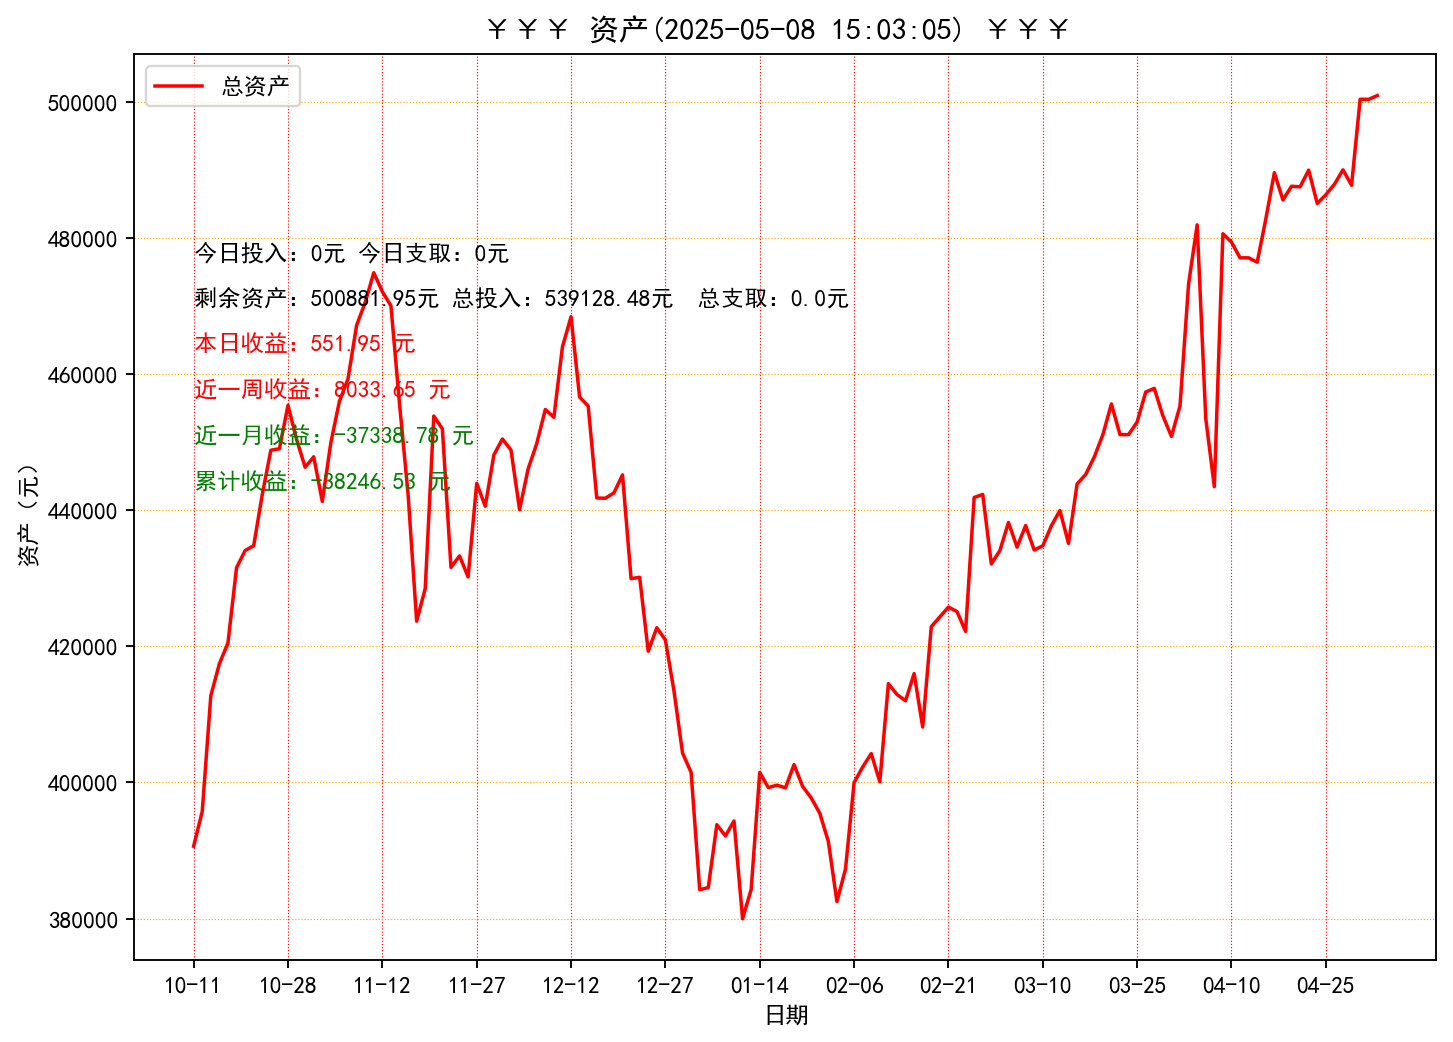 ￥￥￥ 资产(2025-05-08 15:03:05) ￥￥￥
总资产
500000
480000
460000
440000
420000
400000
380000
资产（元）
今日投入：0元 今日支取：0元
剩余资产：500881.95元 总投入：539128.48元  总支取：0.0元
本日收益：551.95 元
近一周收益：8033.65 元
近一月收益：-37338.78 元
累计收益：-38246.53 元
10-11 10-28 11-12 11-27 12-12 12-27 01-14 02-06 02-21 03-10 03-25 04-10 04-25
日期